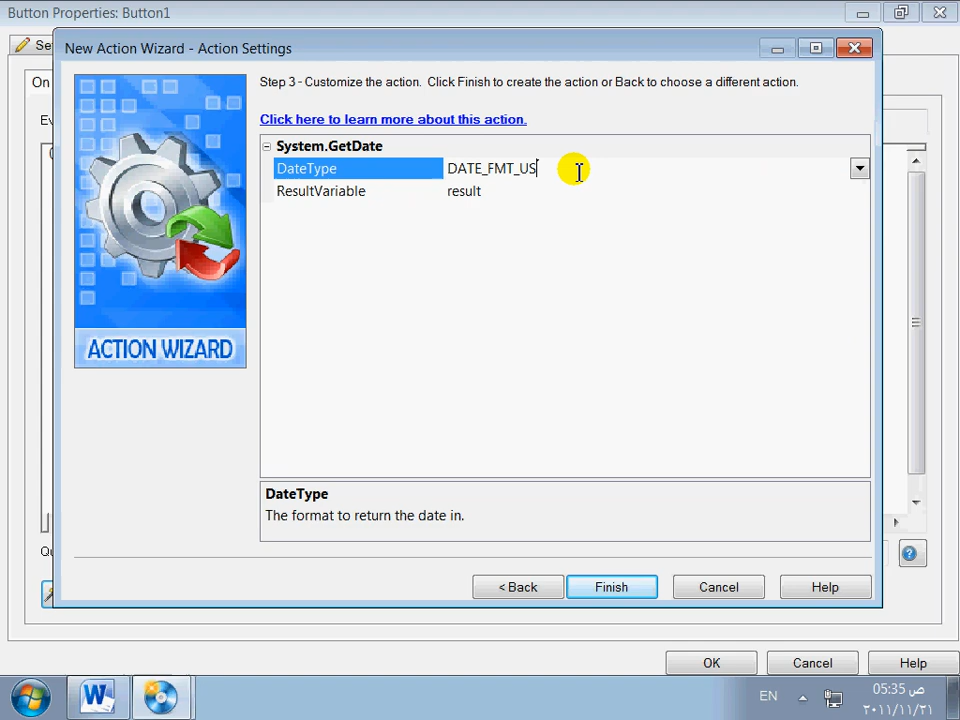 Button Properties: Button1
New Action Wizard - Action Settings
Step 3 - Customize the action. Click Finish to create the action or Back to choose a different action.
Click here to learn more about this action.
System.GetDate
DateType DATE_FMT_US
ResultVariable result
ACTION WIZARD
DateType
The format to return the date in.
< Back Finish Cancel Help
OK Cancel Help
EN
05:35 ص
٢٠١١/١١/٢١